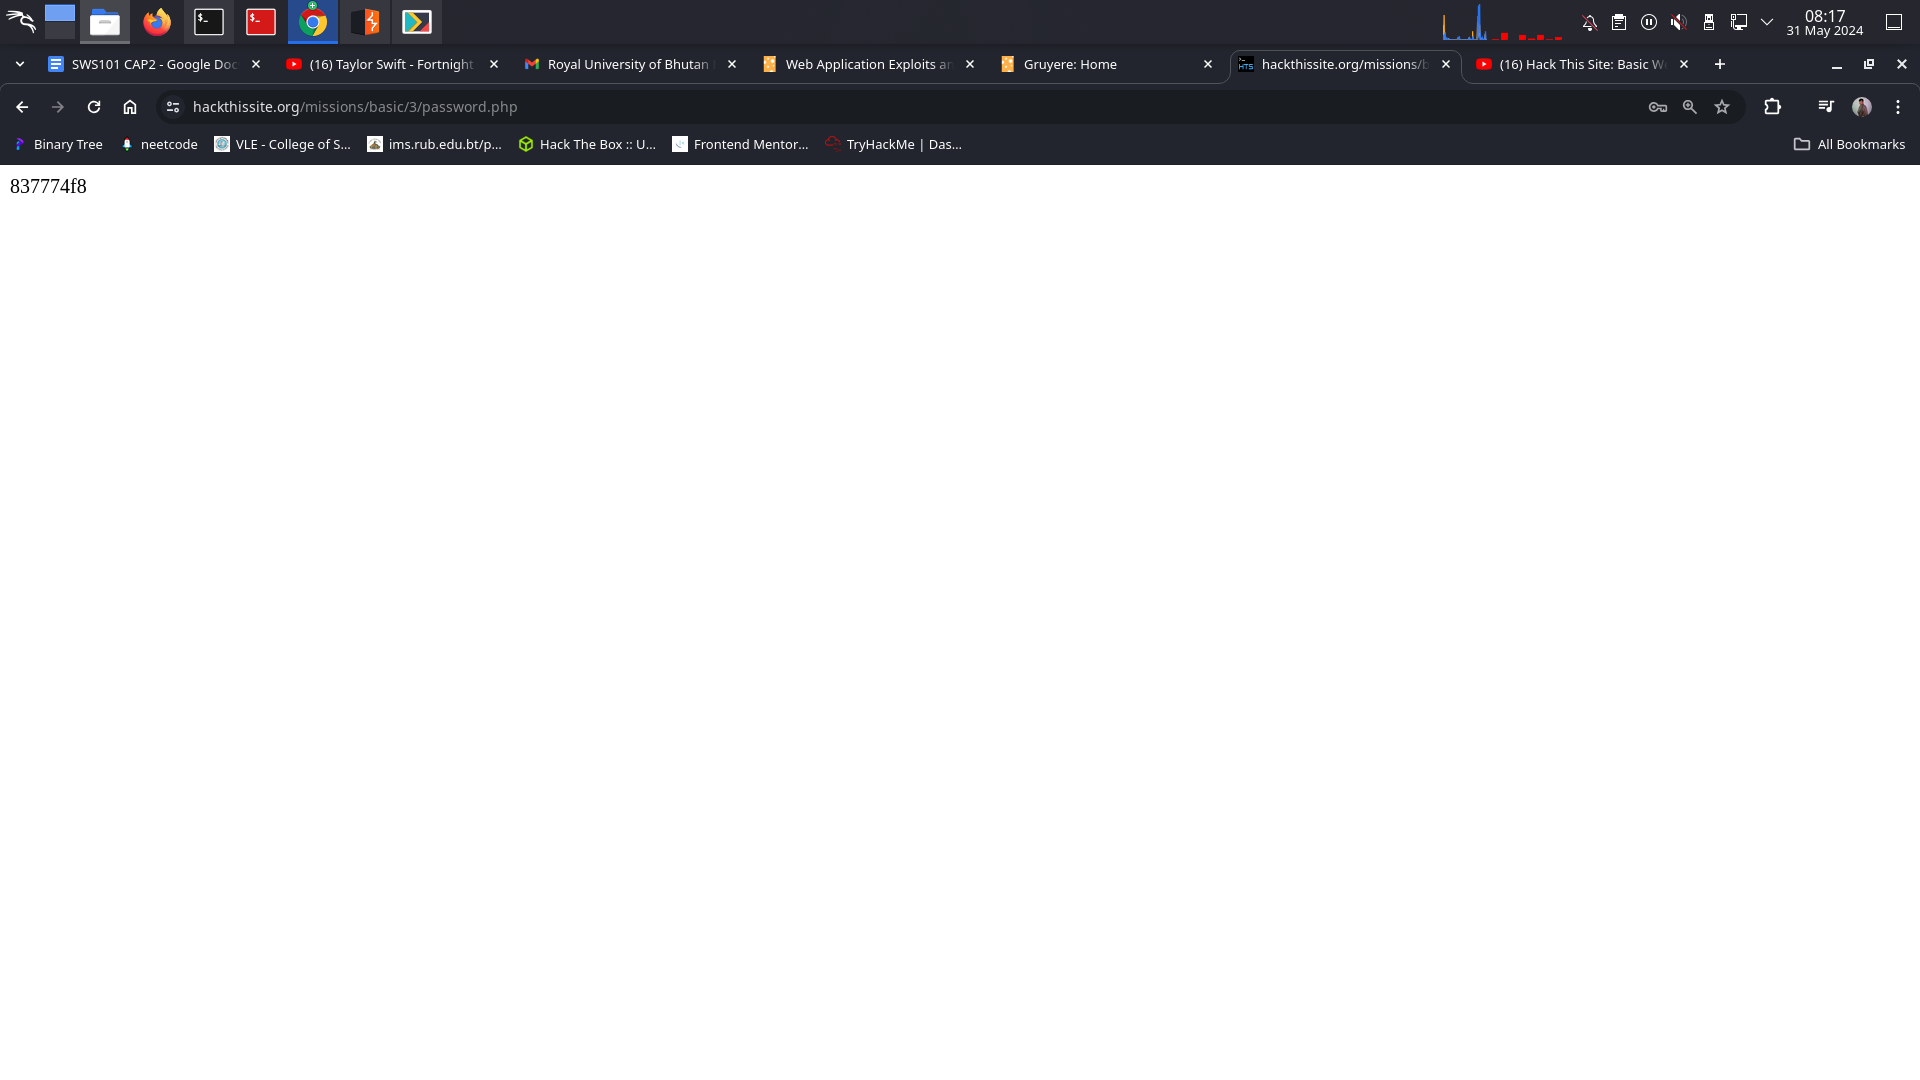 08:17
31 May 2024
SWS101 CAP2 - Google Doc
(16) Taylor Swift - Fortnight
Royal University of Bhutan
Web Application Exploits an
Gruyere: Home
hackthissite.org/missions/b
(16) Hack This Site: Basic W
hackthissite.org/missions/basic/3/password.php
Binary Tree
neetcode
VLE - College of S...
ims.rub.edu.bt/p...
Hack The Box :: U...
Frontend Mentor...
TryHackMe | Das...
All Bookmarks
837774f8